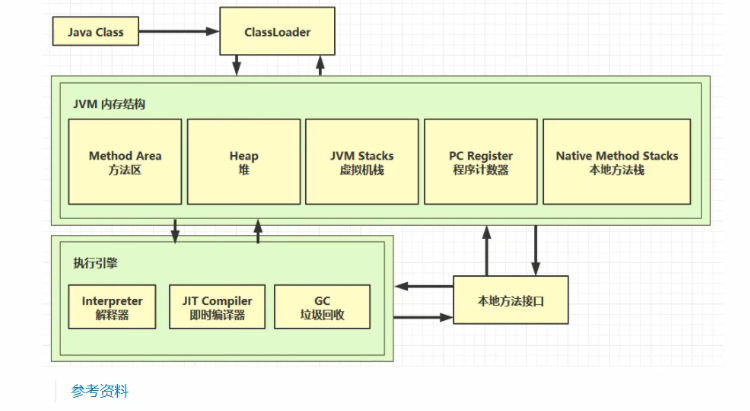 Java Class
ClassLoader
JVM 内存结构
Method Area
方法区
Heap
堆
JVM Stacks
虚拟机栈
PC Register
程序计数器
Native Method Stacks
本地方法栈
执行引擎
Interpreter
解释器
JIT Compiler
即时编译器
GC
垃圾回收
本地方法接口
参考资料